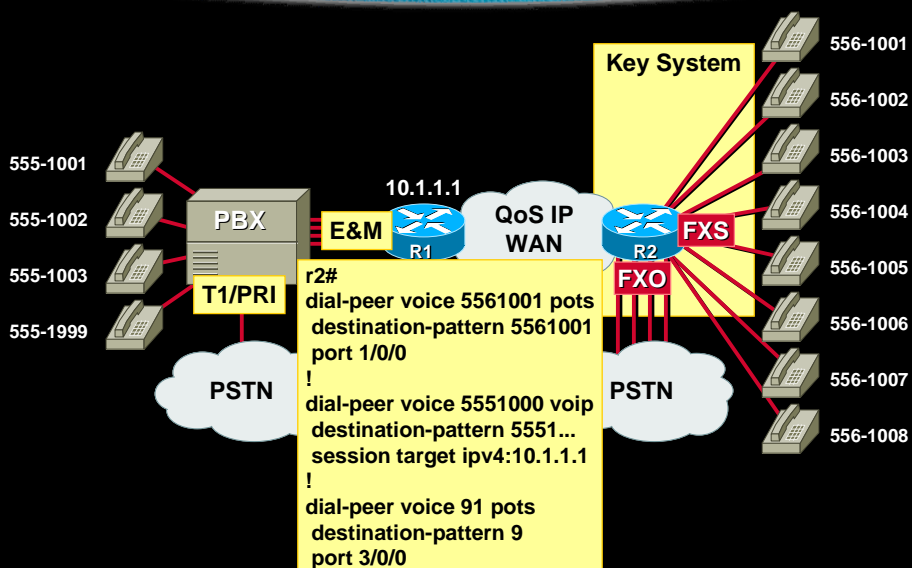 Key System
556-1001
556-1002
556-1003
556-1004
556-1005
556-1006
556-1007
556-1008
555-1001
555-1002
555-1003
555-1999
PBX
E&M
T1/PRI
PSTN
10.1.1.1
R1
QoS IP
WAN
R2
FXS
FXO
PSTN
r2#
dial-peer voice 5561001 pots
destination-pattern 5561001
port 1/0/0
!
dial-peer voice 5551000 voip
destination-pattern 5551...
session target ipv4:10.1.1.1
!
dial-peer voice 91 pots
destination-pattern 9
port 3/0/0